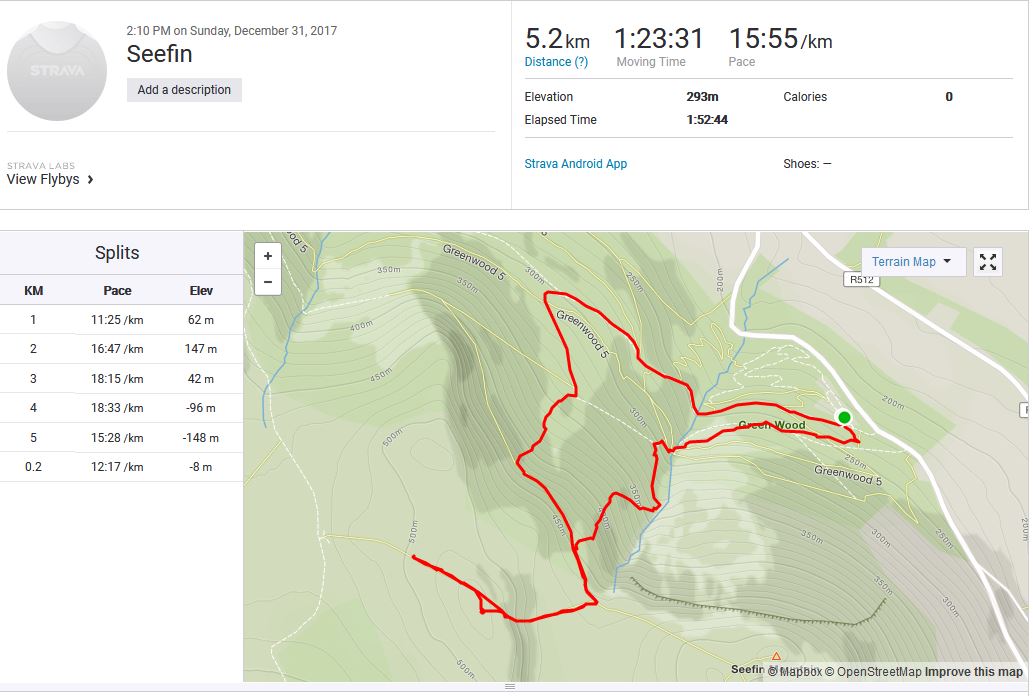 2:10 PM on Sunday, December 31, 2017
Seefin
STRAVA
Add a description
STRAVA LABS
View Flybys
5.2km 1:23:31 15:55/km
Distance (?) Moving Time Pace
Elevation 293m Calories 0
Elapsed Time 1:52:44
Strava Android App Shoes: —
Splits
KM Pace Elev
1 11:25 /km 62 m
2 16:47 /km 147 m
3 18:15 /km 42 m
4 18:33 /km -96 m
5 15:28 /km -148 m
0.2 12:17 /km -8 m
+
−
Terrain Map
R512
Greenwood 5
350m
350m
300m
250m
200m
400m
Greenwood 5
450m
500m
300m
200m
Green Wood
250m
Greenwood 5
350m
450m
500m
350m
300m
250m
200m
350m
300m
500m
Seefin
© Mapbox © OpenStreetMap Improve this map